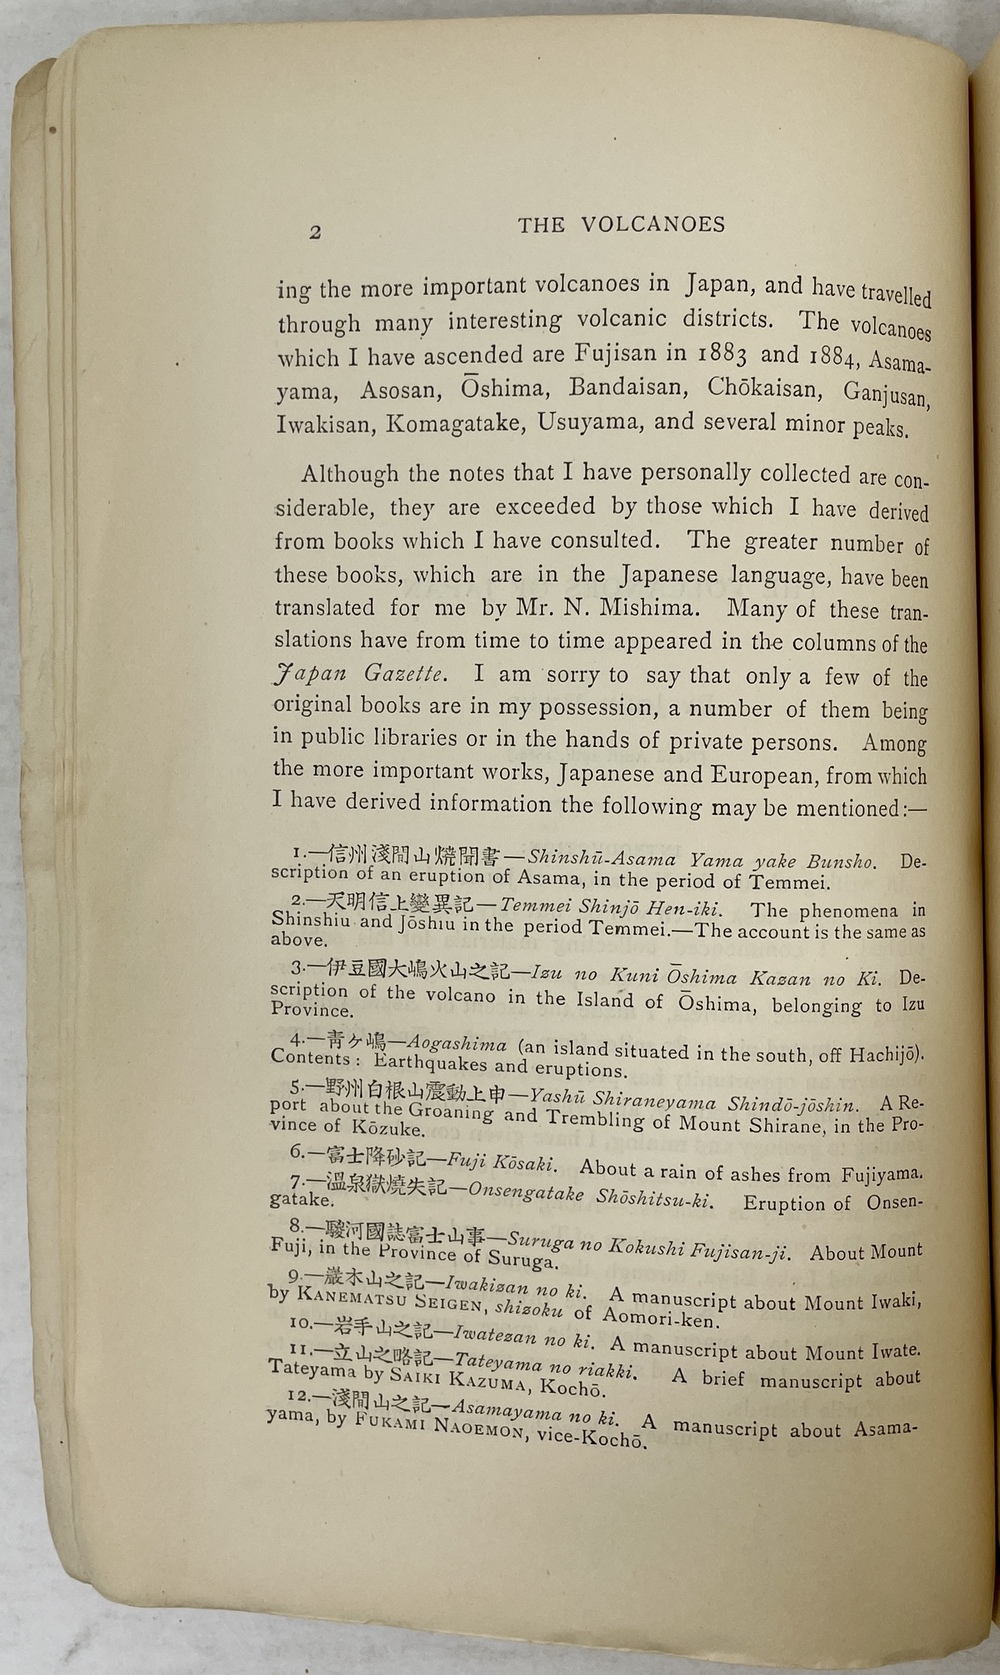 2 THE VOLCANOES
ing the more important volcanoes in Japan, and have travelled
through many interesting volcanic districts. The volcanoes
which I have ascended are Fujisan in 1883 and 1884, Asama-
yama, Asosan, Ōshima, Bandaisan, Chōkaisan, Ganjusan,
Iwakisan, Komagatake, Usuyama, and several minor peaks.
Although the notes that I have personally collected are con-
siderable, they are exceeded by those which I have derived
from books which I have consulted. The greater number of
these books, which are in the Japanese language, have been
translated for me by Mr. N. Mishima. Many of these tran-
slations have from time to time appeared in the columns of the
Japan Gazette. I am sorry to say that only a few of the
original books are in my possession, a number of them being
in public libraries or in the hands of private persons. Among
the more important works, Japanese and European, from which
I have derived information the following may be mentioned:—
1.—信州淺間山燒聞書—Shinshū-Asama Yama yake Bunsho. De-
scription of an eruption of Asama, in the period of Temmei.
2.—天明信上變異記—Temmei Shinjō Hen-iki. The phenomena in
Shinshiu and Jōshiu in the period Temmei.—The account is the same as
above.
3.—伊豆國大嶋火山之記—Izu no Kuni Ōshima Kazan no Ki. De-
scription of the volcano in the Island of Ōshima, belonging to Izu
Province.
4.—靑ケ嶋—Aogashima (an island situated in the south, off Hachijō).
Contents: Earthquakes and eruptions.
5.—野州白根山震動上申—Yashū Shiraneyama Shindō-jōshin. A Re-
port about the Groaning and Trembling of Mount Shirane, in the Pro-
vince of Kōzuke.
6.—富士降砂記—Fuji Kōsaki. About a rain of ashes from Fujiyama.
7.—溫泉獄燒失記—Onsengatake Shōshitsu-ki. Eruption of Onsen-
gatake.
8.—駿河國誌富士山事—Suruga no Kokushi Fujisan-ji. About Mount
Fuji, in the Province of Suruga.
9.—巖木山之記—Iwakizan no ki. A manuscript about Mount Iwaki,
by KANEMATSU SEIGEN, shizoku of Aomori-ken.
10.—岩手山之記—Iwatezan no ki. A manuscript about Mount Iwate.
11.—立山之略記—Tateyama no riakki. A brief manuscript about
Tateyama by SAIKI KAZUMA, Kochō.
12.—淺間山之記—Asamayama no ki. A manuscript about Asama-
yama, by FUKAMI NAOEMON, vice-Kochō.